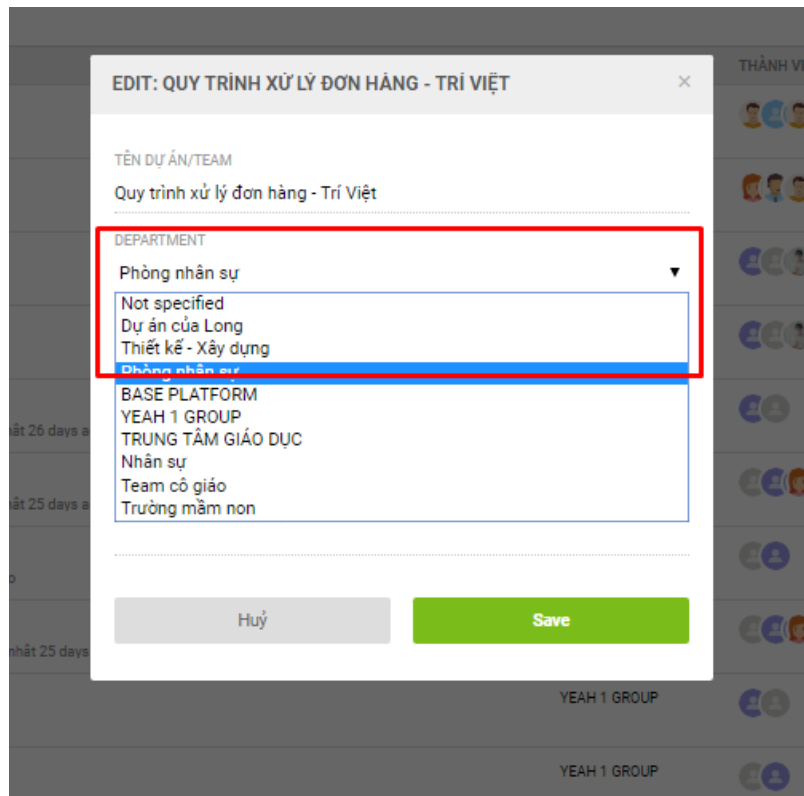 THÀNH VI
EDIT: QUY TRÌNH XỬ LÝ ĐƠN HÀNG - TRÍ VIỆT
×
TÊN DỰ ÁN/TEAM
Quy trình xử lý đơn hàng - Trí Việt
DEPARTMENT
Phòng nhân sự
Not specified
Dự án của Long
Thiết kế - Xây dựng
Phòng nhân sự
BASE PLATFORM
YEAH 1 GROUP
TRUNG TÂM GIÁO DỤC
Nhân sự
Team cô giáo
Trường mầm non
hất 26 days a
hất 25 days a
nhất 25 days
Huỷ
Save
YEAH 1 GROUP
YEAH 1 GROUP